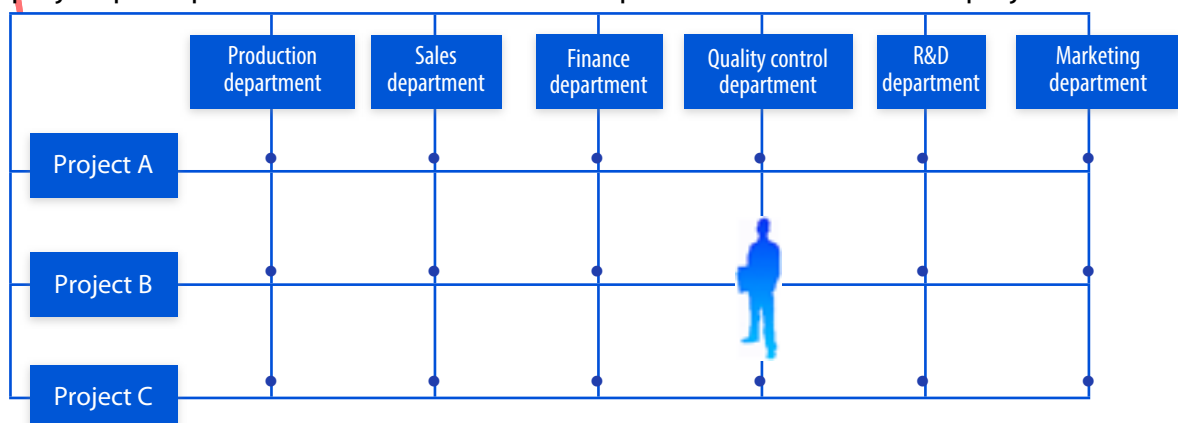 Production
department
Sales
department
Finance
department
Quality control
department
R&D
department
Marketing
department
Project A
Project B
Project C